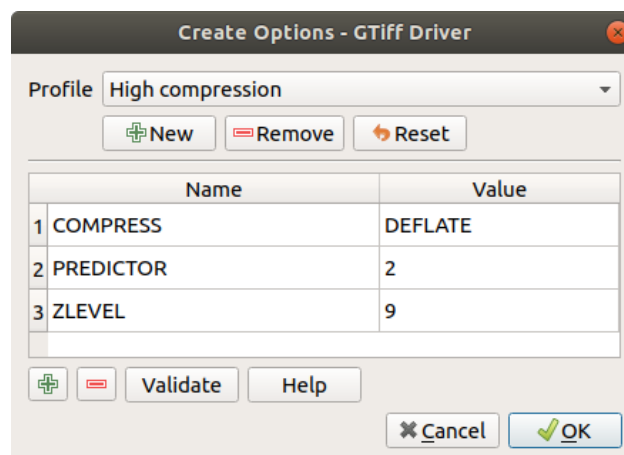 Create Options - GTiff Driver
Profile High compression
New Remove Reset
Name Value
1 COMPRESS DEFLATE
2 PREDICTOR 2
3 ZLEVEL 9
Validate Help
Cancel OK